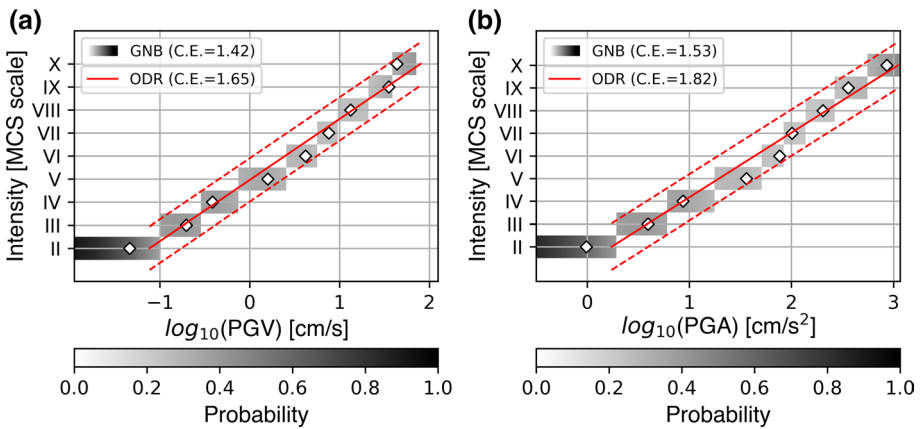 (a)
GNB (C.E.=1.42)
ODR (C.E.=1.65)
Intensity [MCS scale]
X
IX
VIII
VII
VI
V
IV
III
II
−1 0 1 2
log10(PGV) [cm/s]
0.0 0.2 0.4 0.6 0.8 1.0
Probability
(b)
GNB (C.E.=1.53)
ODR (C.E.=1.82)
Intensity [MCS scale]
X
IX
VIII
VII
VI
V
IV
III
II
0 1 2 3
log10(PGA) [cm/s²]
0.0 0.2 0.4 0.6 0.8 1.0
Probability